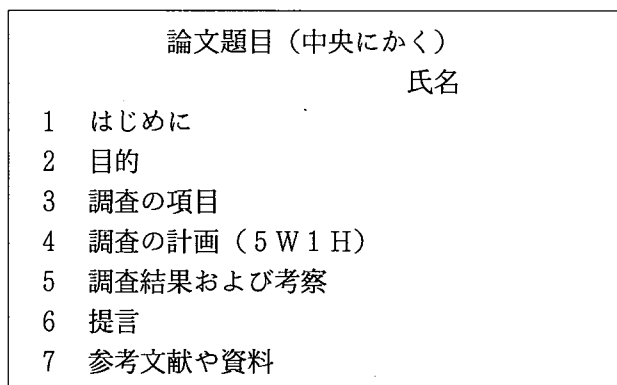 論文題目（中央にかく）
氏名
1 はじめに
2 目的
3 調査の項目
4 調査の計画（5W1H）
5 調査結果および考察
6 提言
7 参考文献や資料